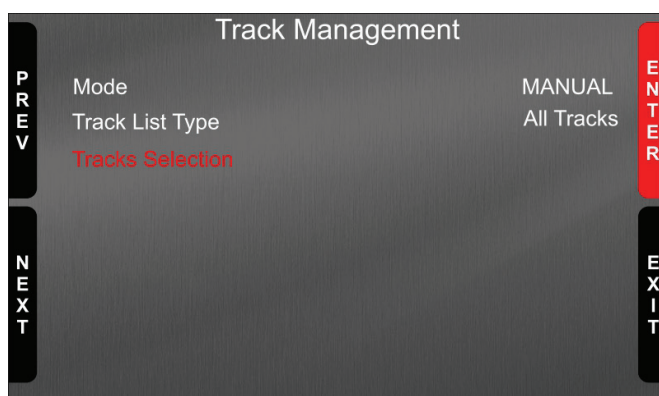 Track Management
PREV
ENTER
Mode MANUAL
Track List Type All Tracks
Tracks Selection
NEXT
EXIT